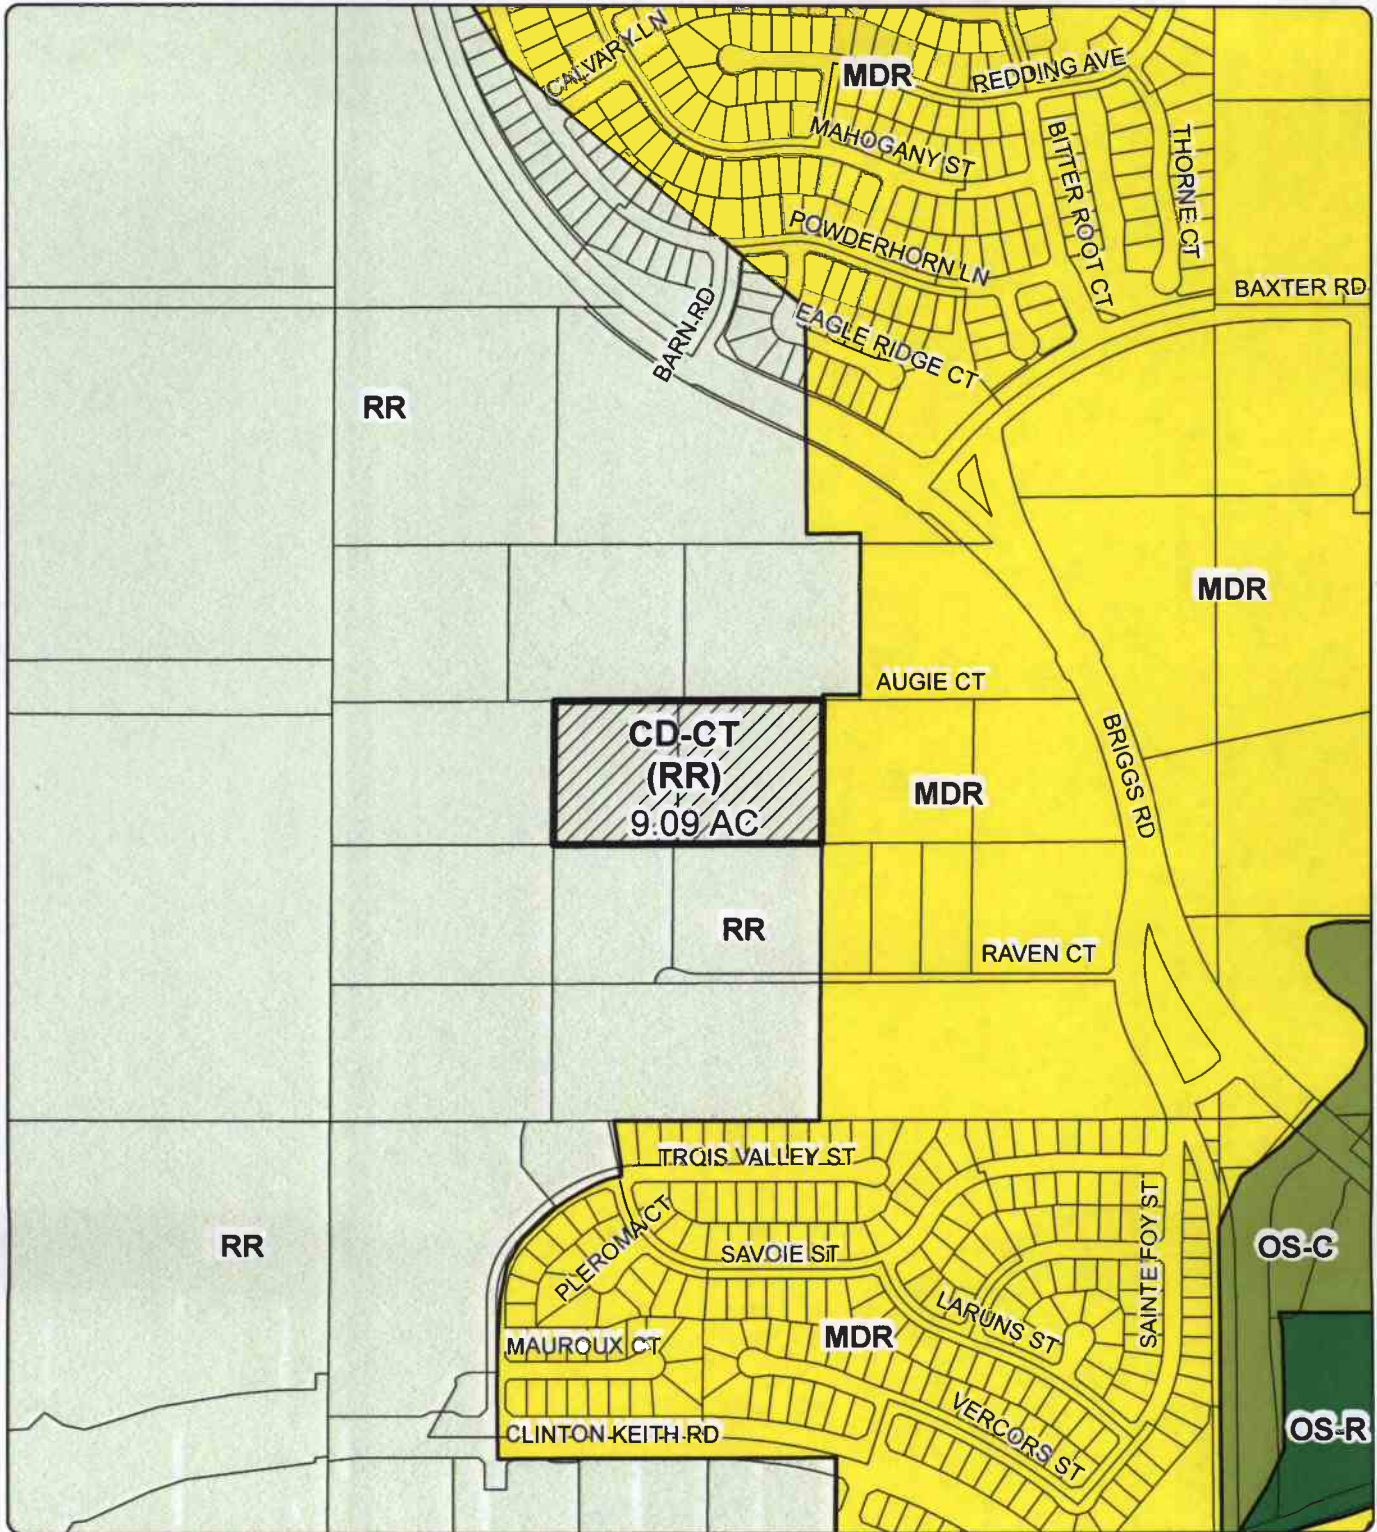 CALVARY LN
MDR
REDDING AVE
MAHOGANY ST
BITTER ROOT CT
THORNE CT
POWDERHORN LN
BAXTER RD
BARN RD
EAGLE RIDGE CT
RR
MDR
AUGIE CT
CD-CT
(RR)
9.09 AC
MDR
BRIGGS RD
RR
RAVEN CT
TROIS VALLEY ST
PLEROMA CT
SAVOIE ST
SAINTE FOY ST
RR
OS-C
LARUNS ST
MAUROUX CT
MDR
VERCORS ST
CLINTON KEITH RD
OS-R